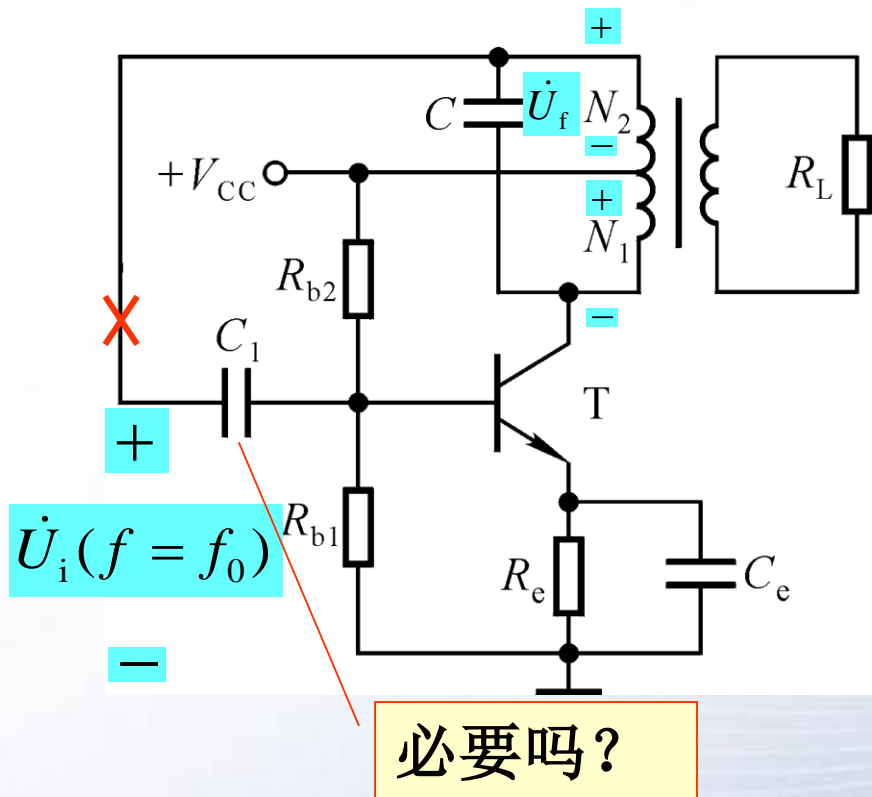 +
C
U̇f
N2
−
+VCC
+
RL
N1
Rb2
−
C1
T
+
U̇i(f = f0)
Rb1
Re
Ce
−
必要吗？